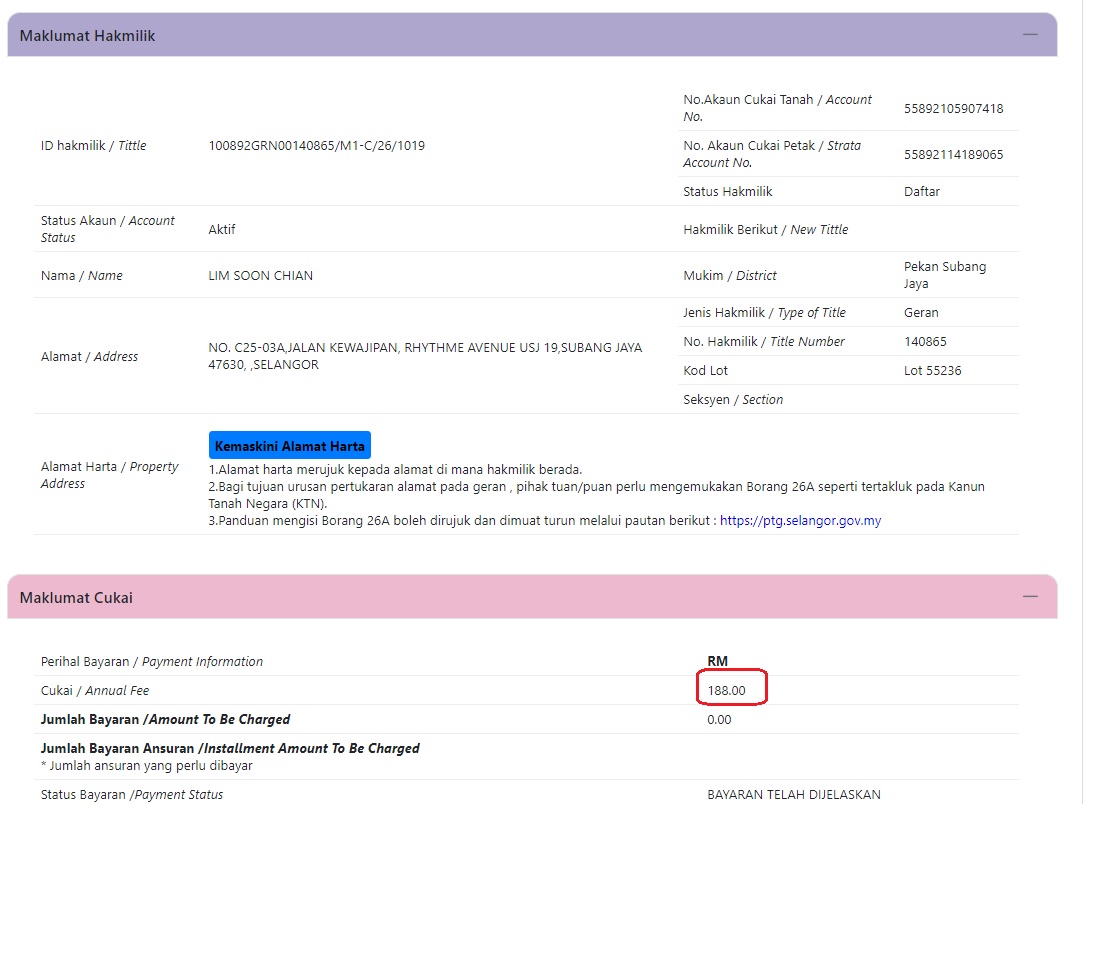 Maklumat Hakmilik
ID hakmilik / Tittle
100892GRN00140865/M1-C/26/1019
No.Akaun Cukai Tanah / Account
No.
55892105907418
No. Akaun Cukai Petak / Strata
Account No.
55892114189065
Status Hakmilik
Daftar
Status Akaun / Account
Status
Aktif
Hakmilik Berikut / New Tittle
Nama / Name
LIM SOON CHIAN
Mukim / District
Pekan Subang
Jaya
Alamat / Address
NO. C25-03A,JALAN KEWAJIPAN, RHYTHME AVENUE USJ 19,SUBANG JAYA
47630, ,SELANGOR
Jenis Hakmilik / Type of Title
Geran
No. Hakmilik / Title Number
140865
Kod Lot
Lot 55236
Seksyen / Section
Alamat Harta / Property
Address
Kemaskini Alamat Harta
1.Alamat harta merujuk kepada alamat di mana hakmilik berada.
2.Bagi tujuan urusan pertukaran alamat pada geran , pihak tuan/puan perlu mengemukakan Borang 26A seperti tertakluk pada Kanun
Tanah Negara (KTN).
3.Panduan mengisi Borang 26A boleh dirujuk dan dimuat turun melalui pautan berikut : https://ptg.selangor.gov.my
Maklumat Cukai
Perihal Bayaran / Payment Information
RM
Cukai / Annual Fee
188.00
Jumlah Bayaran /Amount To Be Charged
0.00
Jumlah Bayaran Ansuran /Installment Amount To Be Charged
* Jumlah ansuran yang perlu dibayar
Status Bayaran /Payment Status
BAYARAN TELAH DIJELASKAN